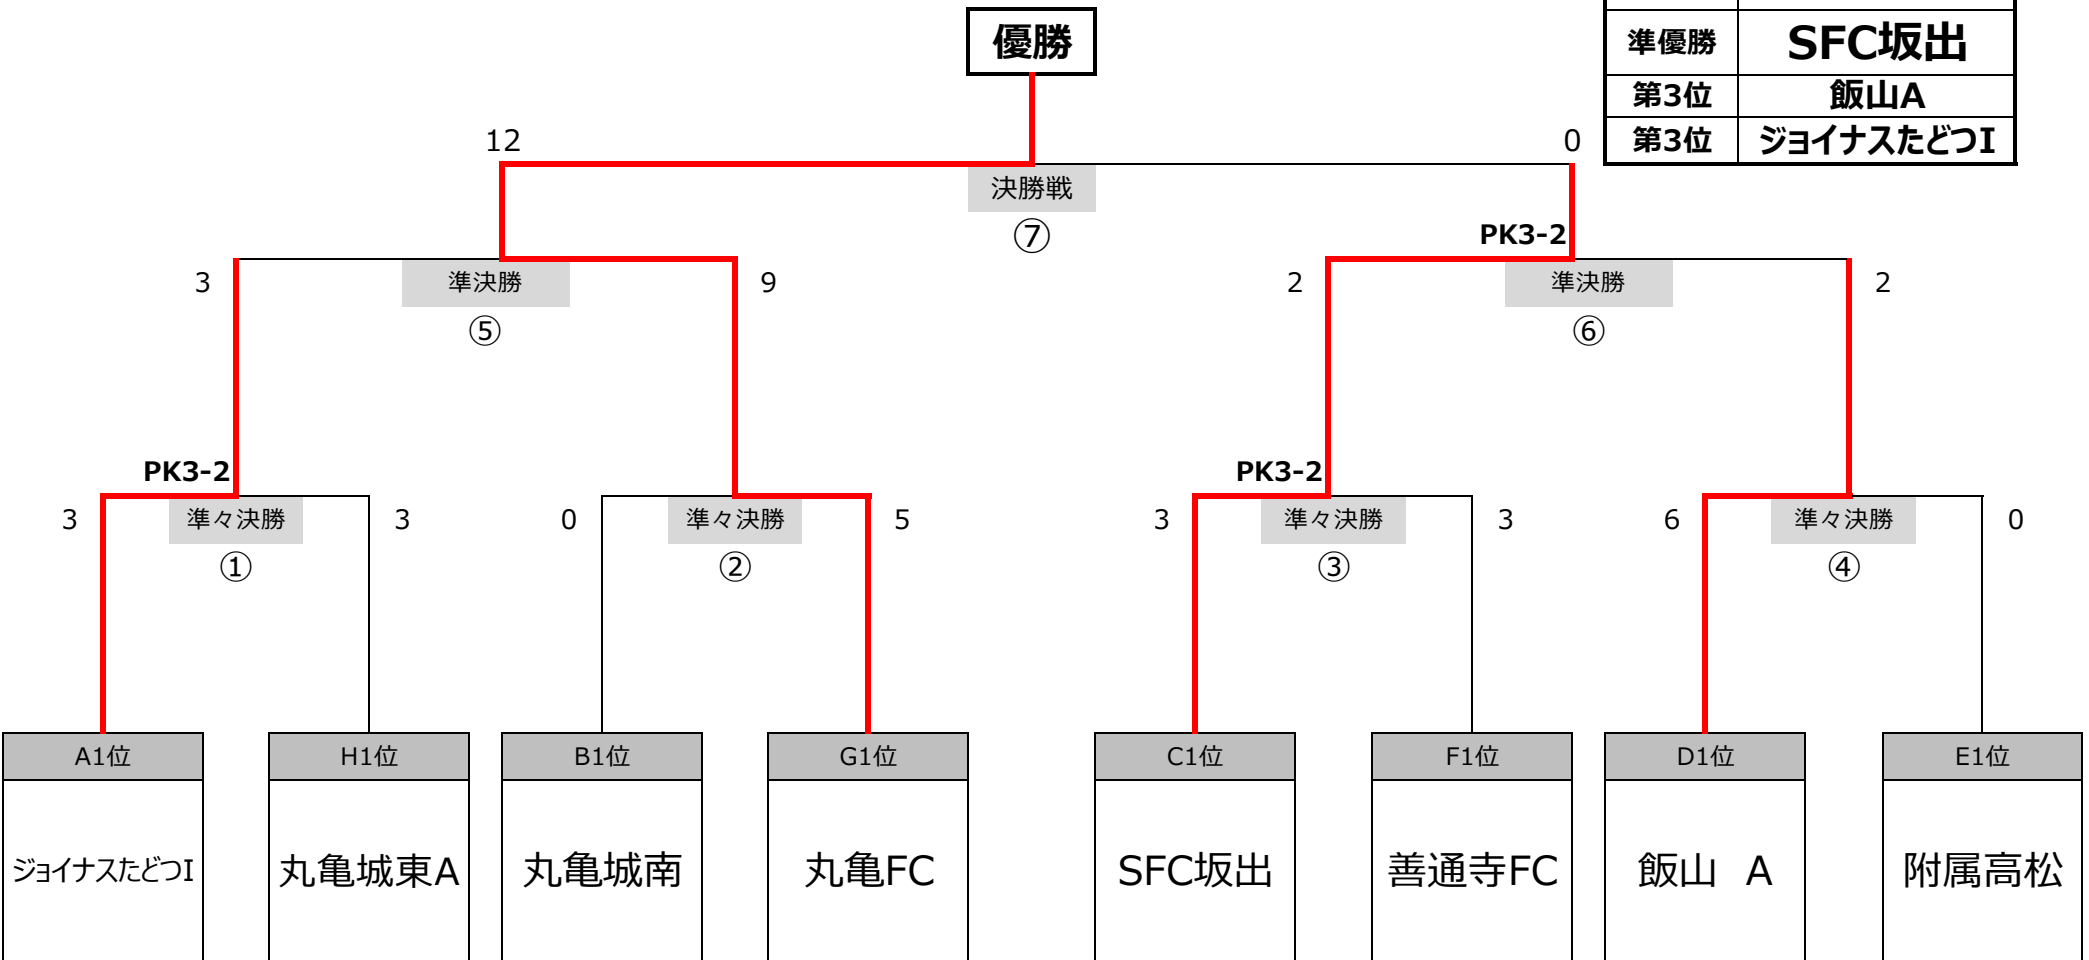 優勝
準優勝 SFC坂出
第3位 飯山A
第3位 ジョイナスたどつI
12 0
決勝戦
⑦
PK3-2
3 準決勝 9 2 準決勝 2
⑤ ⑥
PK3-2 PK3-2
3 準々決勝 3 0 準々決勝 5 3 準々決勝 3 6 準々決勝 0
① ② ③ ④
A1位 H1位 B1位 G1位 C1位 F1位 D1位 E1位
ジョイナスたどつI 丸亀城東A 丸亀城南 丸亀FC SFC坂出 善通寺FC 飯山　A 附属高松